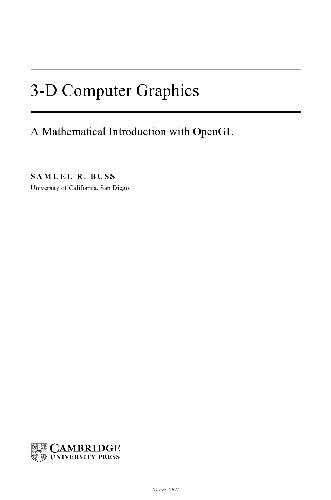 3-D Computer Graphics
A Mathematical Introduction with OpenGL
SAMUEL R. BUSS
University of California, San Diego
CAMBRIDGE
UNIVERSITY PRESS